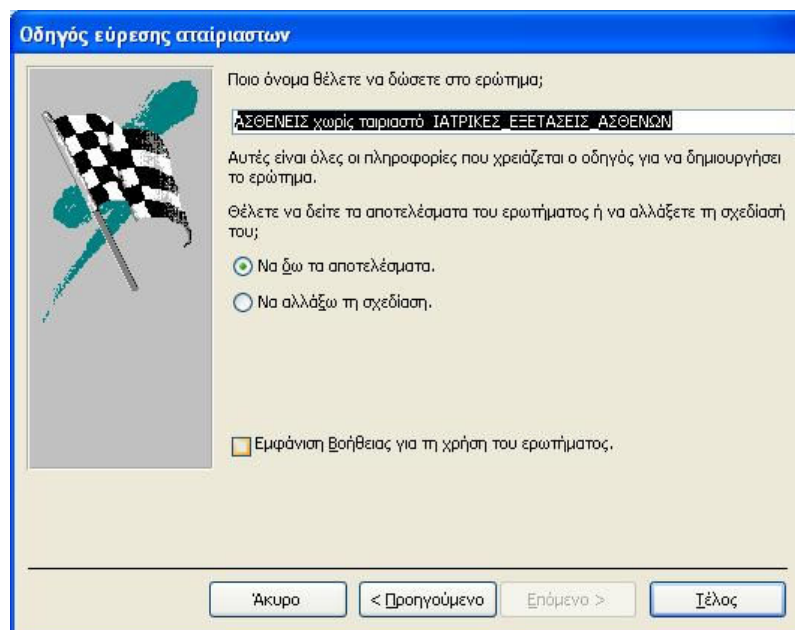 Οδηγός εύρεσης αταίριαστων
Ποιο όνομα θέλετε να δώσετε στο ερώτημα;
ΑΣΘΕΝΕΙΣ χωρίς ταιριαστό ΙΑΤΡΙΚΕΣ_ΕΞΕΤΑΣΕΙΣ_ΑΣΘΕΝΩΝ
Αυτές είναι όλες οι πληροφορίες που χρειάζεται ο οδηγός για να δημιουργήσει
το ερώτημα.
Θέλετε να δείτε τα αποτελέσματα του ερωτήματος ή να αλλάξετε τη σχεδίασή
του;
Να δω τα αποτελέσματα.
Να αλλάξω τη σχεδίαση.
Εμφάνιση Βοήθειας για τη χρήση του ερωτήματος.
Άκυρο
< Προηγούμενο
Επόμενο >
Τέλος